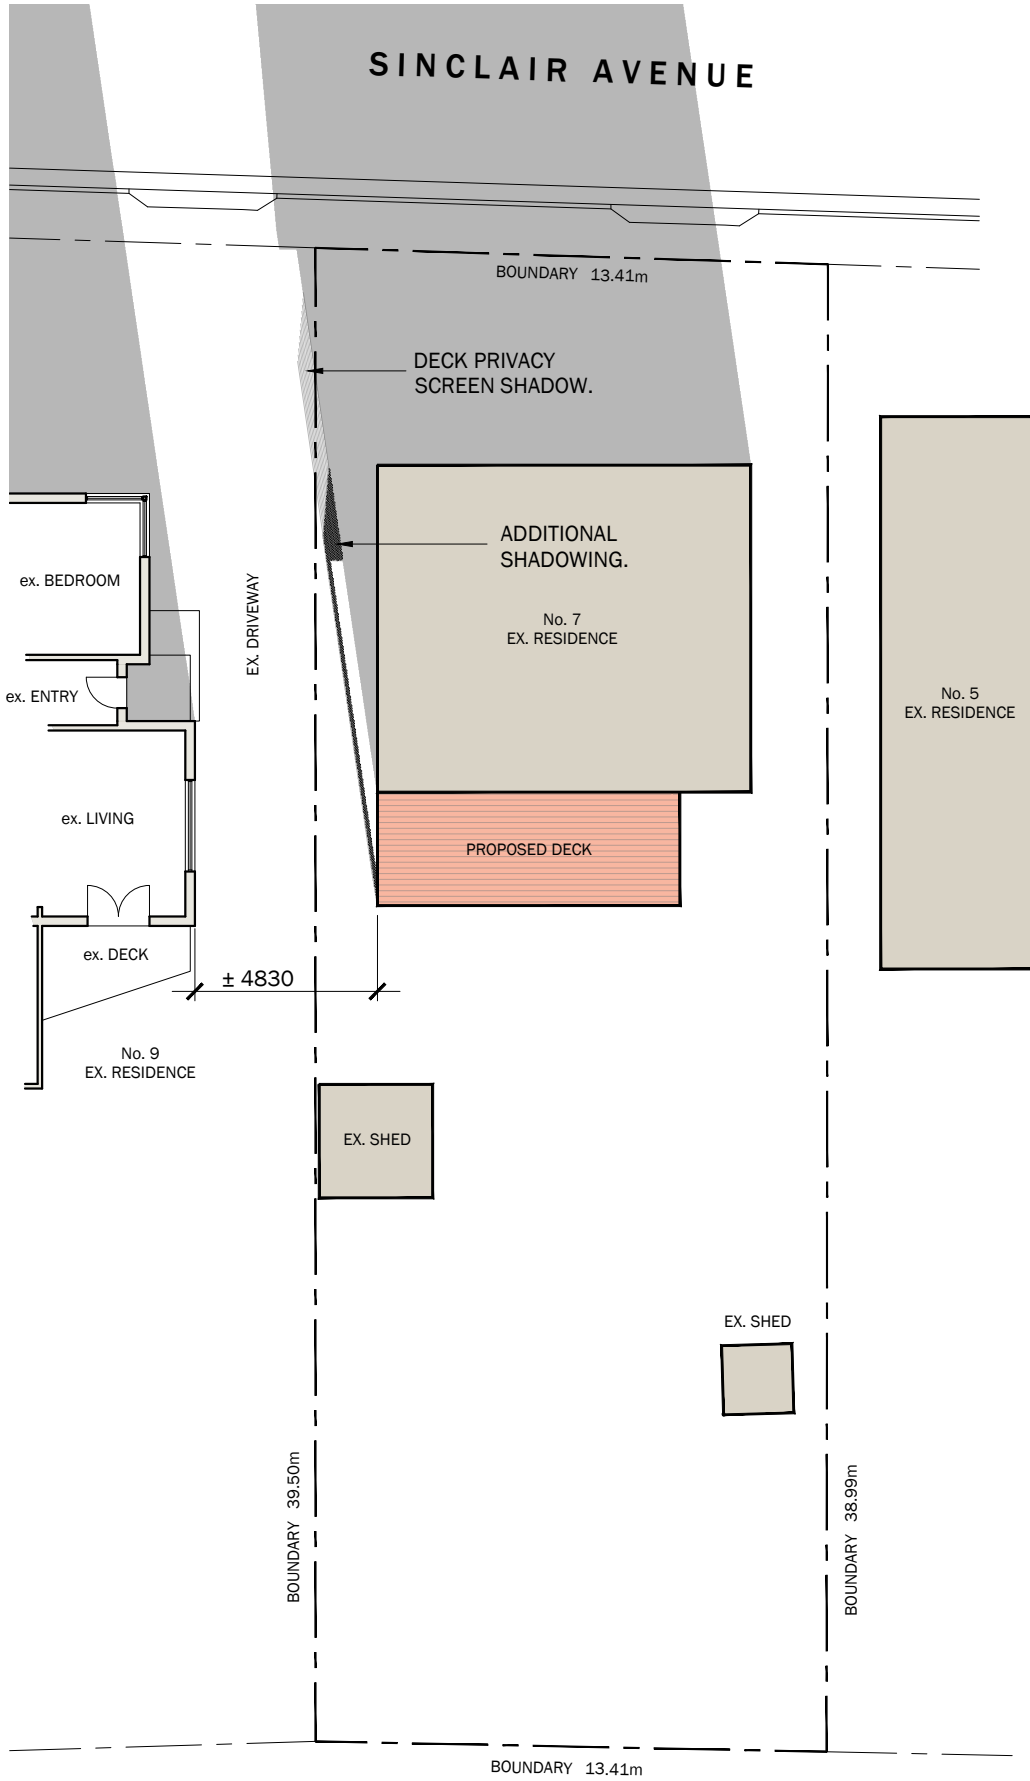 SINCLAIR AVENUE
BOUNDARY 13.41m
DECK PRIVACY
SCREEN SHADOW.
ADDITIONAL
SHADOWING.
ex. BEDROOM
EX. DRIVEWAY
No. 7
EX. RESIDENCE
ex. ENTRY
No. 5
EX. RESIDENCE
ex. LIVING
PROPOSED DECK
ex. DECK
± 4830
No. 9
EX. RESIDENCE
EX. SHED
EX. SHED
BOUNDARY 39.50m
BOUNDARY 38.99m
BOUNDARY 13.41m